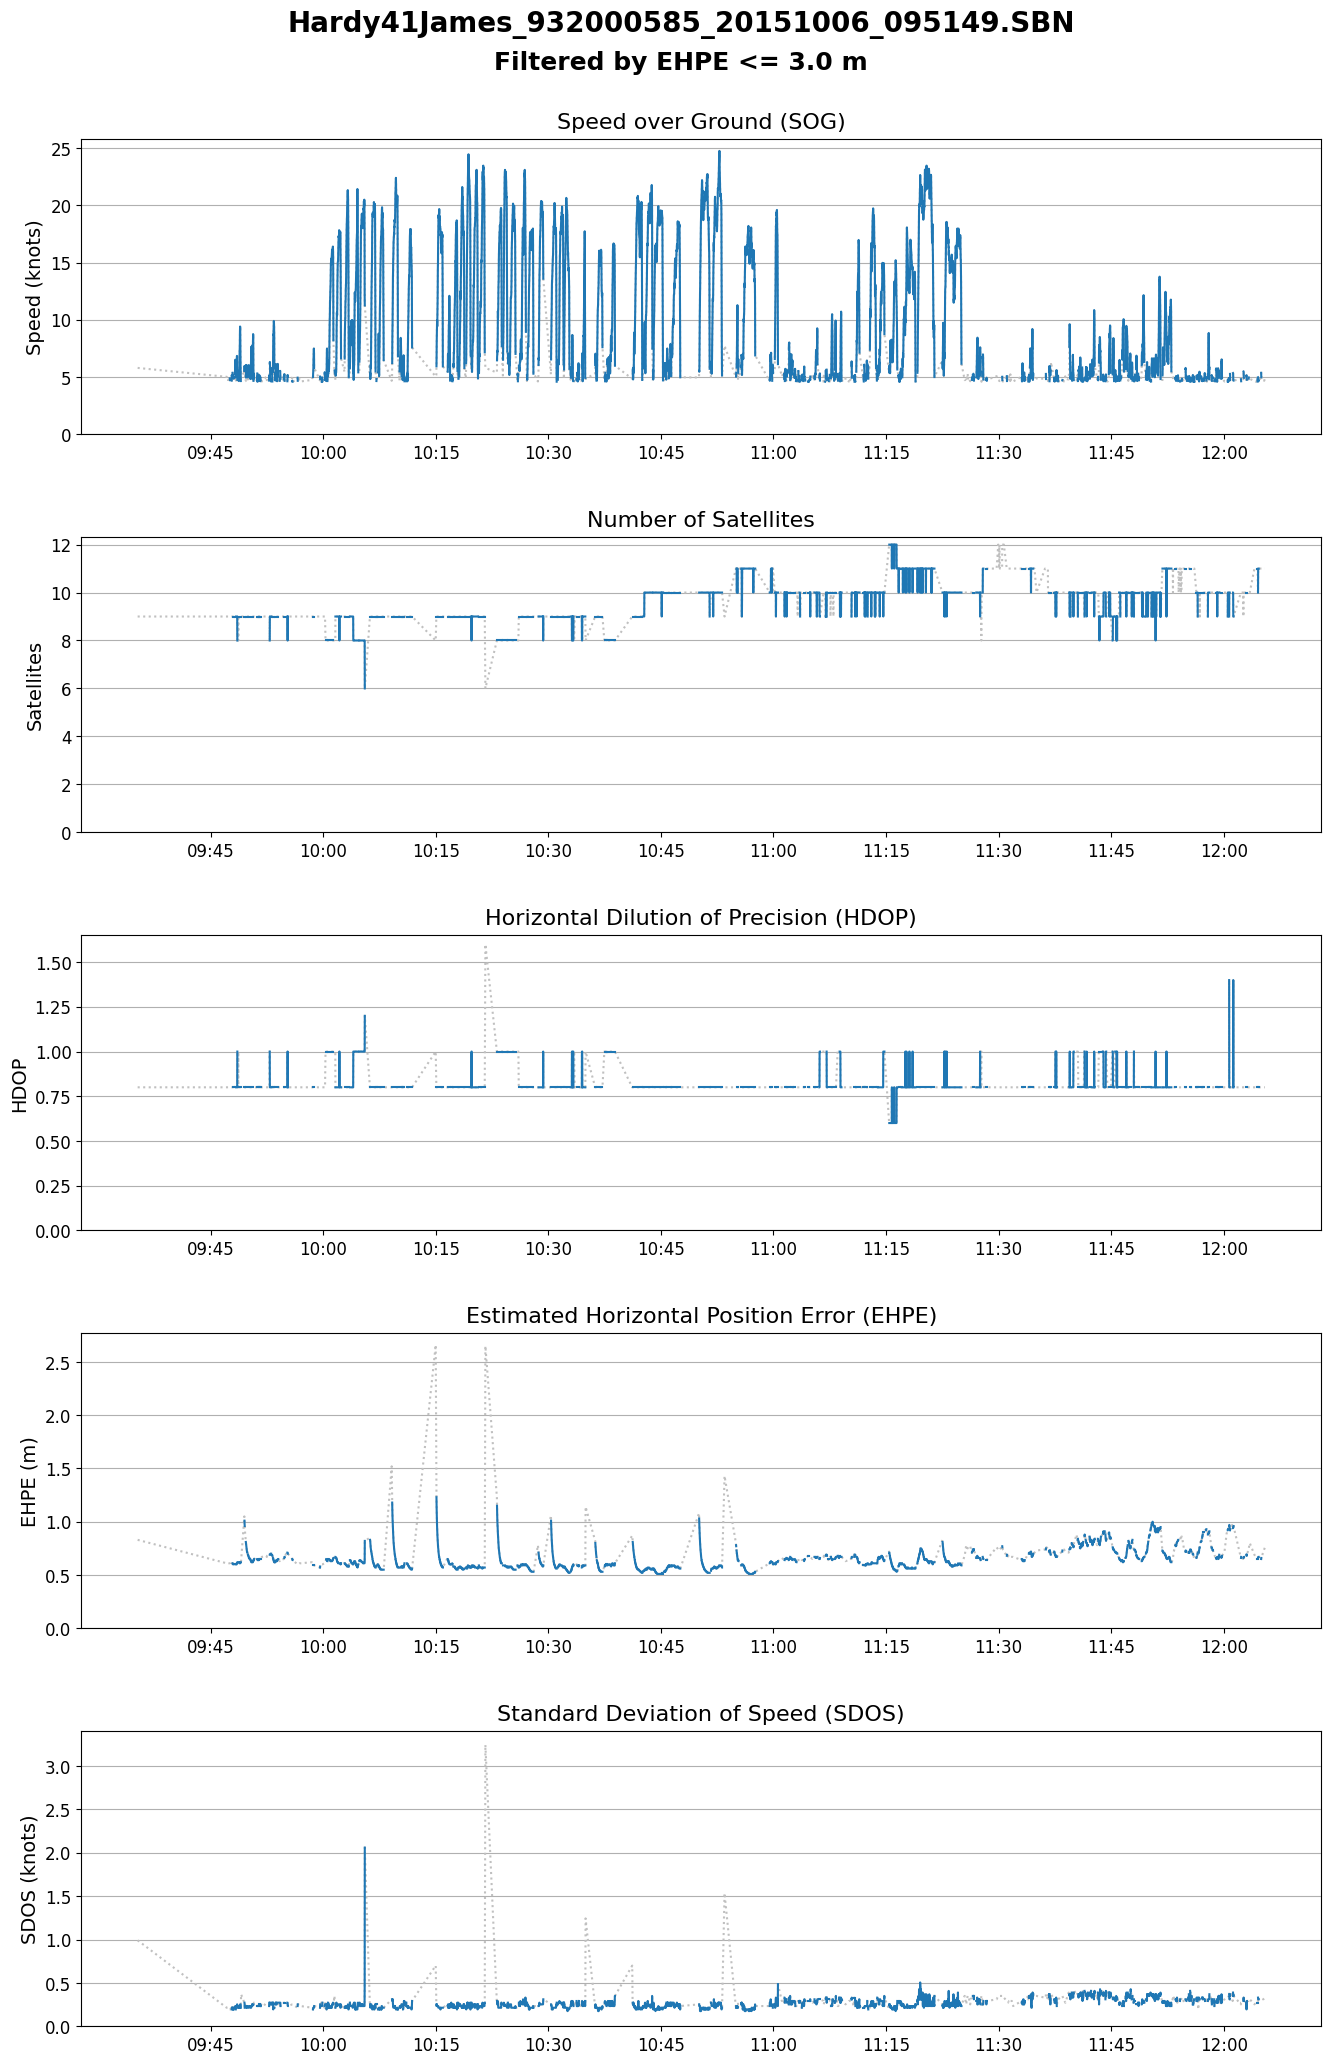 Hardy41James_932000585_20151006_095149.SBN
Filtered by EHPE <= 3.0 m
Speed over Ground (SOG)
25
20
15
10
5
0
Speed (knots)
09:45 10:00 10:15 10:30 10:45 11:00 11:15 11:30 11:45 12:00
Number of Satellites
12
10
8
6
4
2
0
Satellites
09:45 10:00 10:15 10:30 10:45 11:00 11:15 11:30 11:45 12:00
Horizontal Dilution of Precision (HDOP)
1.50
1.25
1.00
0.75
0.50
0.25
0.00
HDOP
09:45 10:00 10:15 10:30 10:45 11:00 11:15 11:30 11:45 12:00
Estimated Horizontal Position Error (EHPE)
2.5
2.0
1.5
1.0
0.5
0.0
EHPE (m)
09:45 10:00 10:15 10:30 10:45 11:00 11:15 11:30 11:45 12:00
Standard Deviation of Speed (SDOS)
3.0
2.5
2.0
1.5
1.0
0.5
0.0
SDOS (knots)
09:45 10:00 10:15 10:30 10:45 11:00 11:15 11:30 11:45 12:00